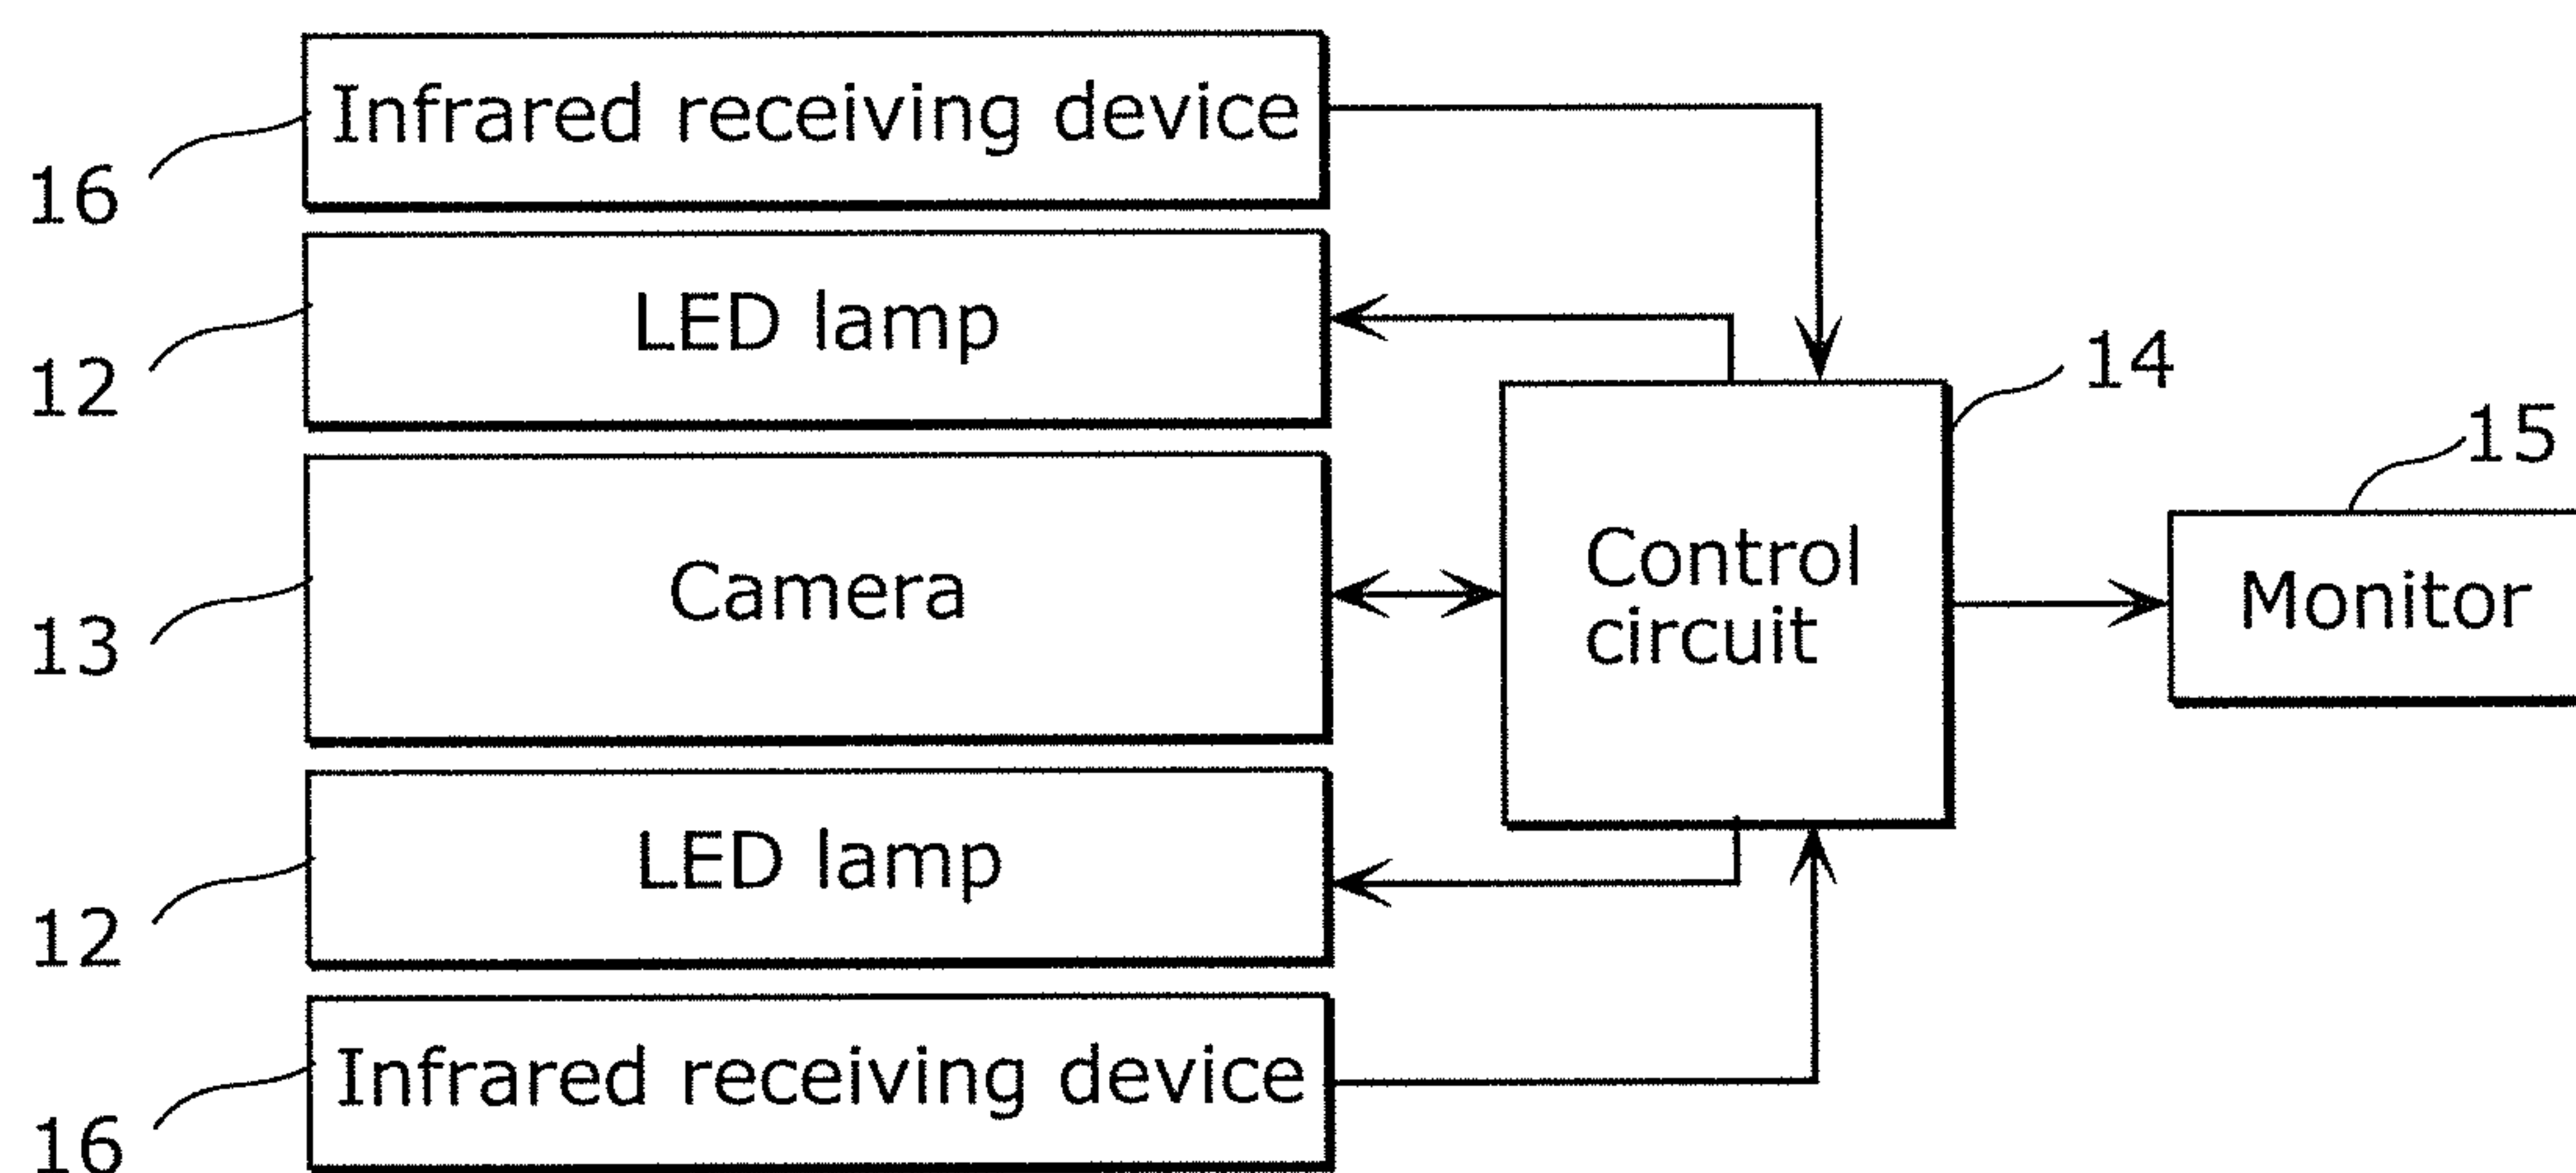 Infrared receiving device
16
LED lamp
12
14
15
Camera
13
Control
circuit
Monitor
LED lamp
12
Infrared receiving device
16